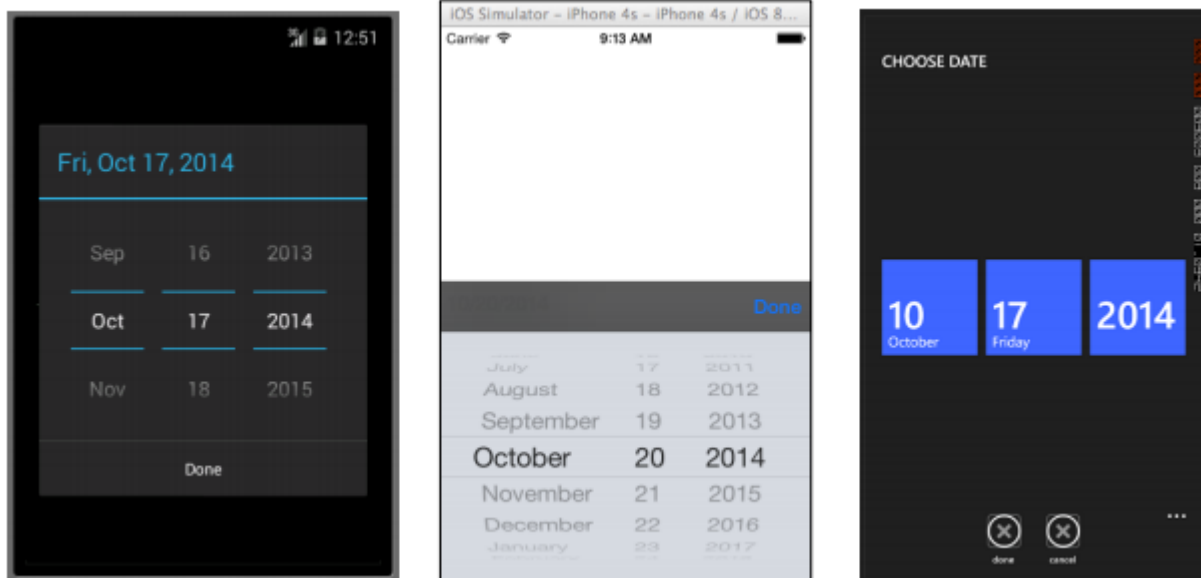 12:51
Fri, Oct 17, 2014
Sep 16 2013
Oct 17 2014
Nov 18 2015
Done
iOS Simulator - iPhone 4s - iPhone 4s / iOS 8...
Carrier 9:13 AM
Done
July 17 2011
August 18 2012
September 19 2013
October 20 2014
November 21 2015
December 22 2016
January 23 2017
CHOOSE DATE
10 17 2014
October Friday
...
done cancel